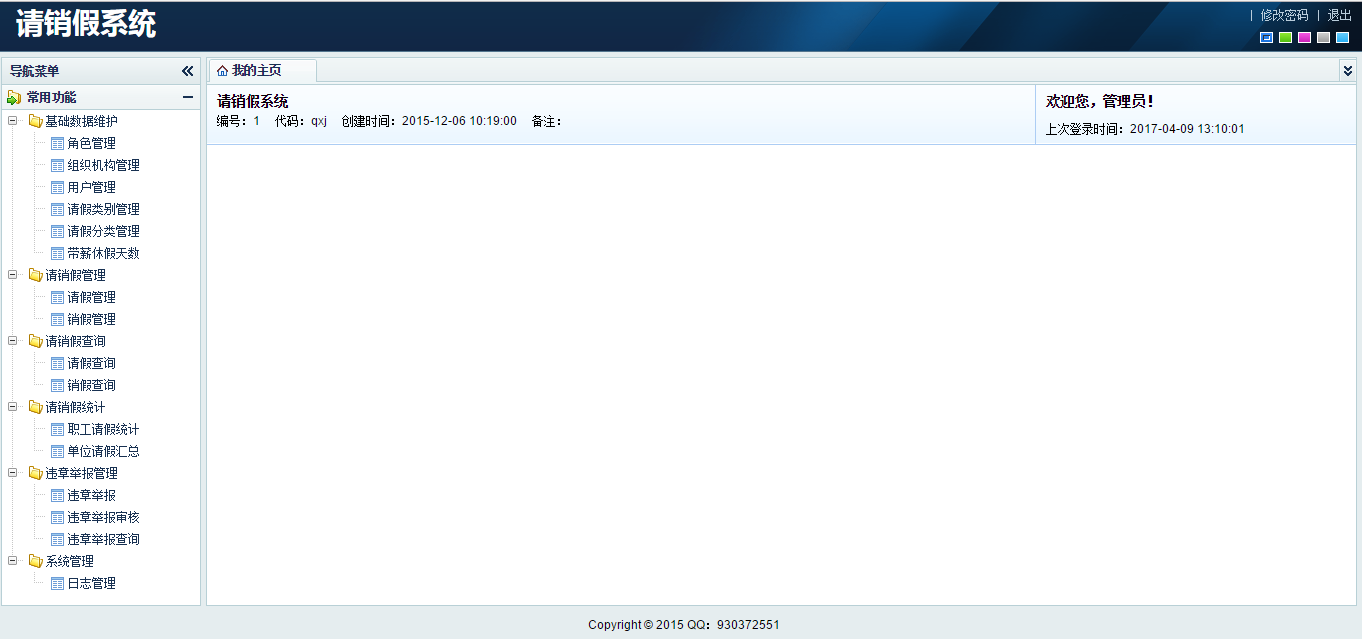 请销假系统
| 修改密码 | 退出
导航菜单
常用功能
基础数据维护
角色管理
组织机构管理
用户管理
请假类别管理
请假分类管理
带薪休假天数
请销假管理
请假管理
销假管理
请销假查询
请假查询
销假查询
请销假统计
职工请假统计
单位请假汇总
违章举报管理
违章举报
违章举报审核
违章举报查询
系统管理
日志管理
我的主页
请销假系统
编号：1 代码：qxj 创建时间：2015-12-06 10:19:00 备注：
欢迎您，管理员！
上次登录时间：2017-04-09 13:10:01
Copyright © 2015 QQ：930372551